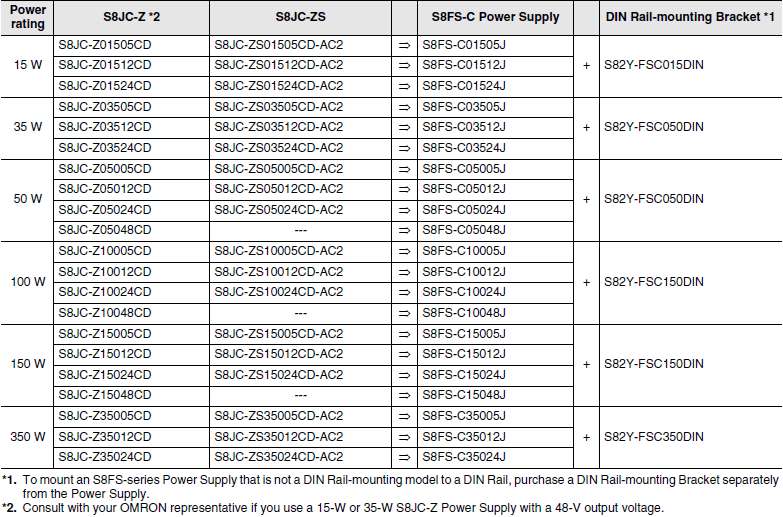 Power rating S8JC-Z *2 S8JC-ZS S8FS-C Power Supply DIN Rail-mounting Bracket *1
15 W
S8JC-Z01505CD S8JC-ZS01505CD-AC2 ⇒ S8FS-C01505J
S8JC-Z01512CD S8JC-ZS01512CD-AC2 ⇒ S8FS-C01512J + S82Y-FSC015DIN
S8JC-Z01524CD S8JC-ZS01524CD-AC2 ⇒ S8FS-C01524J
35 W
S8JC-Z03505CD S8JC-ZS03505CD-AC2 ⇒ S8FS-C03505J
S8JC-Z03512CD S8JC-ZS03512CD-AC2 ⇒ S8FS-C03512J + S82Y-FSC050DIN
S8JC-Z03524CD S8JC-ZS03524CD-AC2 ⇒ S8FS-C03524J
50 W
S8JC-Z05005CD S8JC-ZS05005CD-AC2 ⇒ S8FS-C05005J
S8JC-Z05012CD S8JC-ZS05012CD-AC2 ⇒ S8FS-C05012J + S82Y-FSC050DIN
S8JC-Z05024CD S8JC-ZS05024CD-AC2 ⇒ S8FS-C05024J
S8JC-Z05048CD --- ⇒ S8FS-C05048J
100 W
S8JC-Z10005CD S8JC-ZS10005CD-AC2 ⇒ S8FS-C10005J
S8JC-Z10012CD S8JC-ZS10012CD-AC2 ⇒ S8FS-C10012J + S82Y-FSC150DIN
S8JC-Z10024CD S8JC-ZS10024CD-AC2 ⇒ S8FS-C10024J
S8JC-Z10048CD --- ⇒ S8FS-C10048J
150 W
S8JC-Z15005CD S8JC-ZS15005CD-AC2 ⇒ S8FS-C15005J
S8JC-Z15012CD S8JC-ZS15012CD-AC2 ⇒ S8FS-C15012J + S82Y-FSC150DIN
S8JC-Z15024CD S8JC-ZS15024CD-AC2 ⇒ S8FS-C15024J
S8JC-Z15048CD --- ⇒ S8FS-C15048J
350 W
S8JC-Z35005CD S8JC-ZS35005CD-AC2 ⇒ S8FS-C35005J
S8JC-Z35012CD S8JC-ZS35012CD-AC2 ⇒ S8FS-C35012J + S82Y-FSC350DIN
S8JC-Z35024CD S8JC-ZS35024CD-AC2 ⇒ S8FS-C35024J
*1. To mount an S8FS-series Power Supply that is not a DIN Rail-mounting model to a DIN Rail, purchase a DIN Rail-mounting Bracket separately
from the Power Supply.
*2. Consult with your OMRON representative if you use a 15-W or 35-W S8JC-Z Power Supply with a 48-V output voltage.